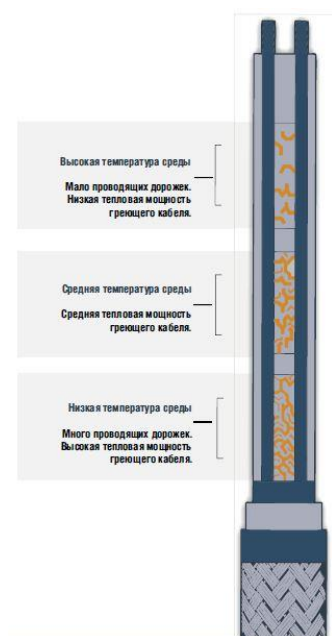 Высокая температура среды
Мало проводящих дорожек.
Низкая тепловая мощность
греющего кабеля.
Средняя температура среды
Средняя тепловая мощность
греющего кабеля.
Низкая температура среды
Много проводящих дорожек.
Высокая тепловая мощность
греющего кабеля.